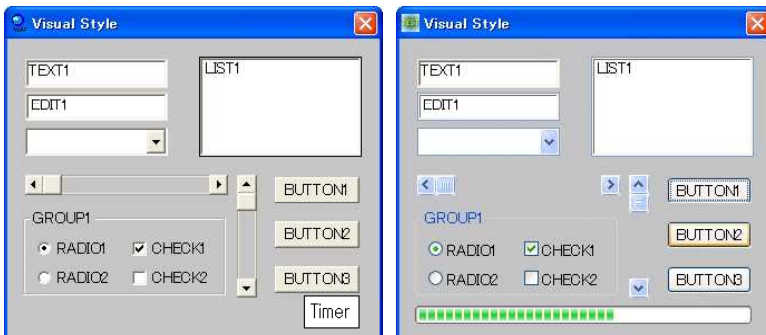 Visual Style
TEXT1
LIST1
EDIT1
BUTTON1
GROUP1
RADIO1
CHECK1
BUTTON2
RADIO2
CHECK2
BUTTON3
Timer
Visual Style
TEXT1
LIST1
EDIT1
BUTTON1
GROUP1
RADIO1
CHECK1
BUTTON2
RADIO2
CHECK2
BUTTON3